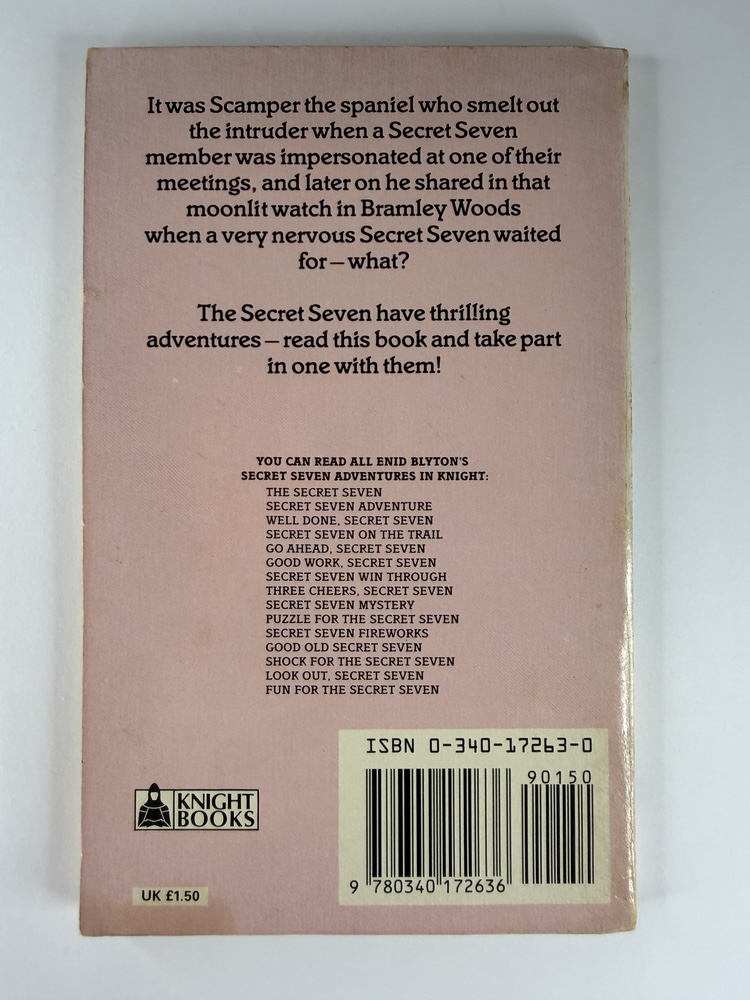 It was Scamper the spaniel who smelt out
the intruder when a Secret Seven
member was impersonated at one of their
meetings, and later on he shared in that
moonlit watch in Bramley Woods
when a very nervous Secret Seven waited
for – what?
The Secret Seven have thrilling
adventures – read this book and take part
in one with them!
YOU CAN READ ALL ENID BLYTON'S
SECRET SEVEN ADVENTURES IN KNIGHT:
THE SECRET SEVEN
SECRET SEVEN ADVENTURE
WELL DONE, SECRET SEVEN
SECRET SEVEN ON THE TRAIL
GO AHEAD, SECRET SEVEN
GOOD WORK, SECRET SEVEN
SECRET SEVEN WIN THROUGH
THREE CHEERS, SECRET SEVEN
SECRET SEVEN MYSTERY
PUZZLE FOR THE SECRET SEVEN
SECRET SEVEN FIREWORKS
GOOD OLD SECRET SEVEN
SHOCK FOR THE SECRET SEVEN
LOOK OUT, SECRET SEVEN
FUN FOR THE SECRET SEVEN
ISBN 0-340-17263-0
90150
9 780340 172636
KNIGHT
BOOKS
UK £1.50